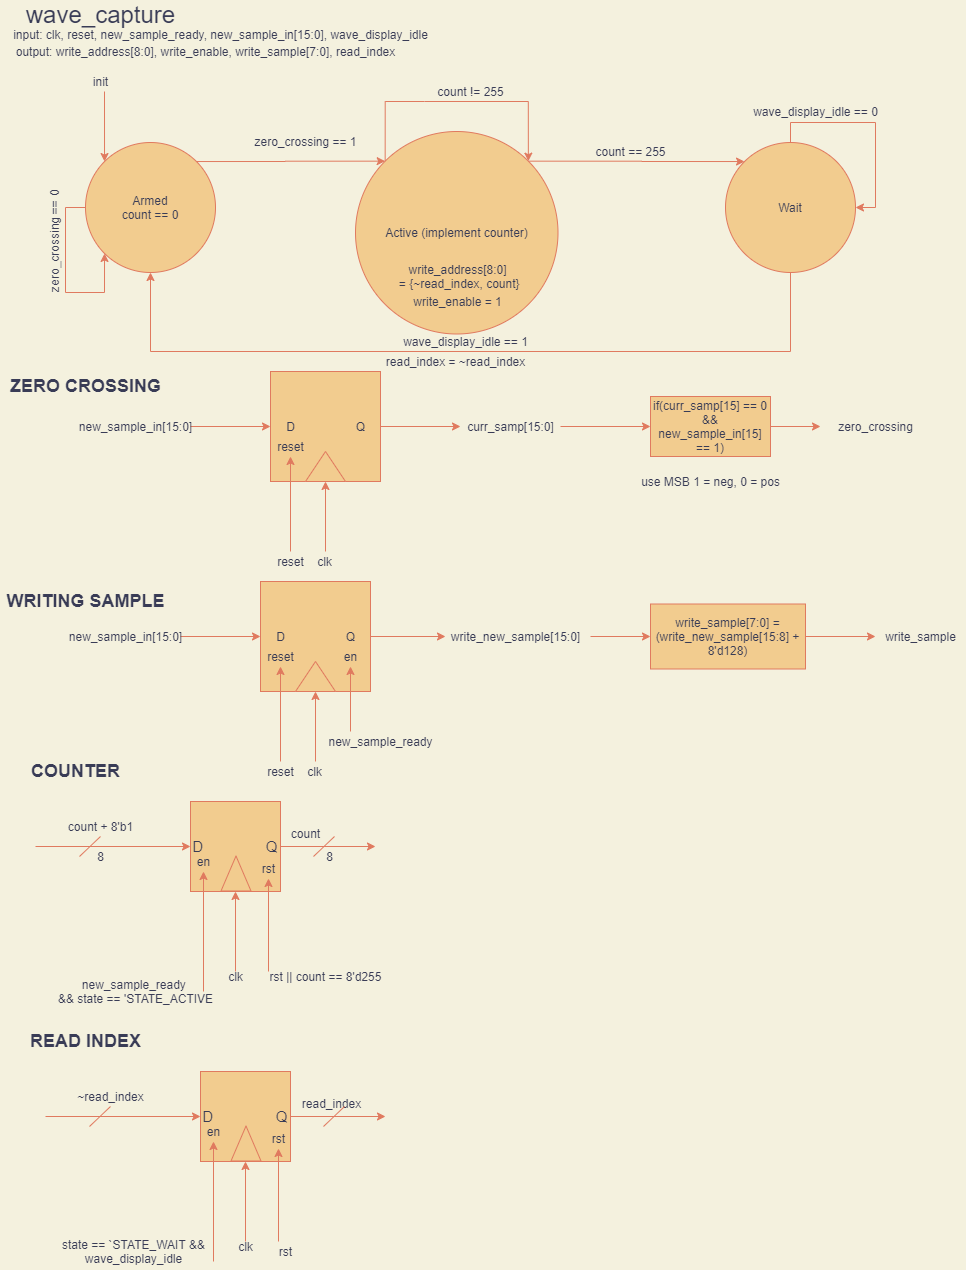 wave_capture
input: clk, reset, new_sample_ready, new_sample_in[15:0], wave_display_idle
output: write_address[8:0], write_enable, write_sample[7:0], read_index
init
count != 255
wave_display_idle == 0
zero_crossing == 1
count == 255
Armed
count == 0
zero_crossing == 0
Wait
Active (implement counter)
write_address[8:0]
= {~read_index, count}
write_enable = 1
wave_display_idle == 1
read_index = ~read_index
ZERO CROSSING
new_sample_in[15:0]
D
Q
reset
curr_samp[15:0]
if(curr_samp[15] == 0
&&
new_sample_in[15]
== 1)
zero_crossing
use MSB 1 = neg, 0 = pos
reset
clk
WRITING SAMPLE
new_sample_in[15:0]
D
Q
reset
en
write_new_sample[15:0]
write_sample[7:0] =
(write_new_sample[15:8] +
8'd128)
write_sample
new_sample_ready
reset
clk
COUNTER
count + 8'b1
8
D
Q
en
rst
count
8
new_sample_ready
&& state == 'STATE_ACTIVE
clk
rst || count == 8'd255
READ INDEX
~read_index
D
Q
en
rst
read_index
state == `STATE_WAIT &&
wave_display_idle
clk
rst